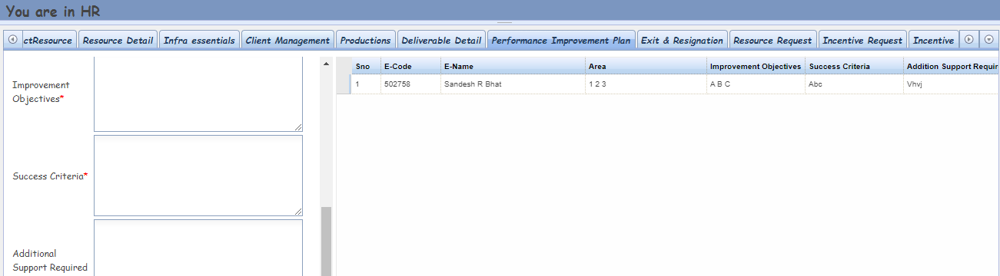 You are in HR
ctResource Resource Detail Infra essentials Client Management Productions Deliverable Detail Performance Improvement Plan Exit & Resignation Resource Request Incentive Request Incentive
Improvement
Objectives*
Success Criteria*
Additional
Support Required
Sno E-Code E-Name Area Improvement Objectives Success Criteria Addition Support Requir
1 502758 Sandesh R Bhat 1 2 3 A B C Abc Vhvj